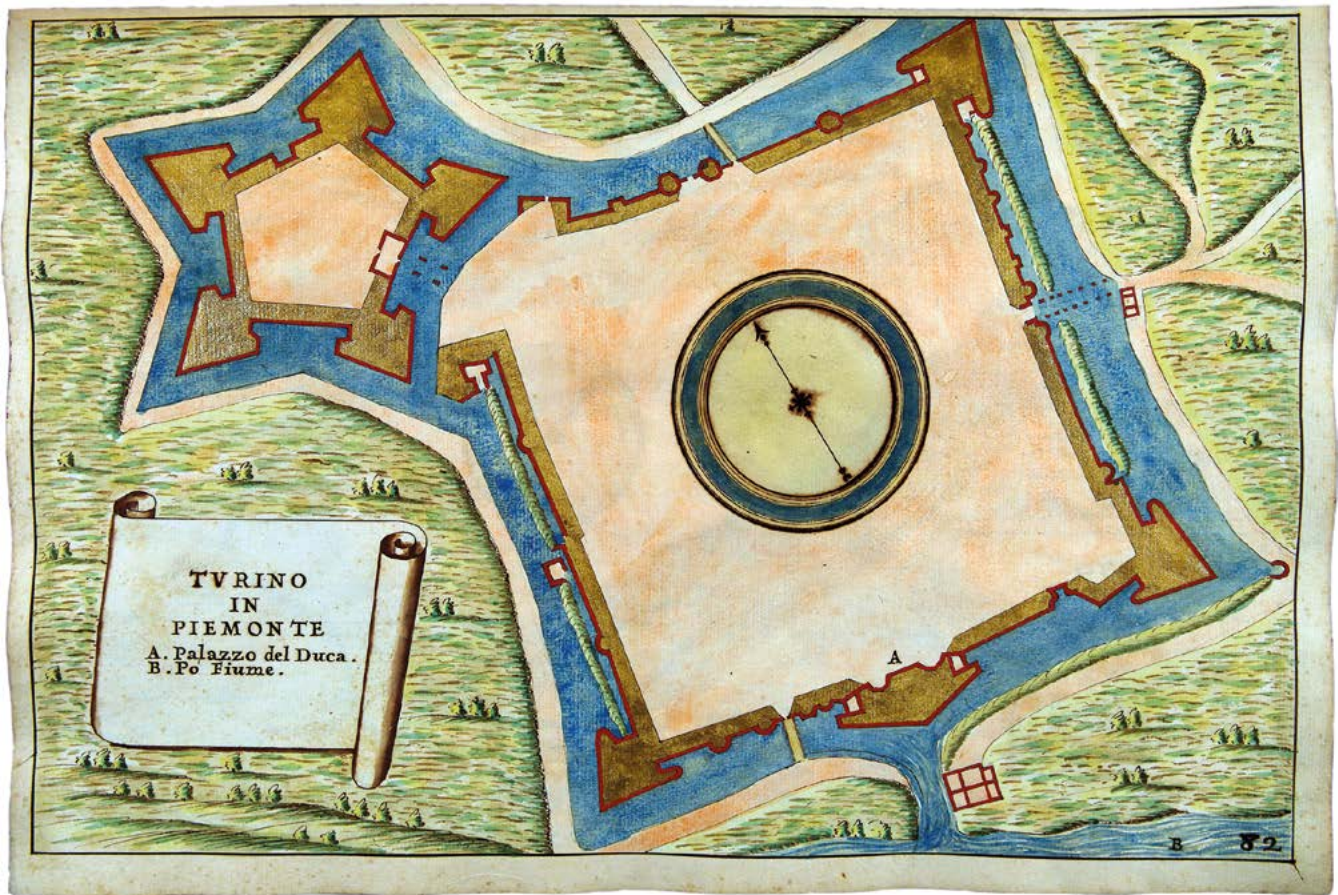 TVRINO
IN
PIEMONTE
A. Palazzo del Duca.
B. Po Fiume.
A
B 82